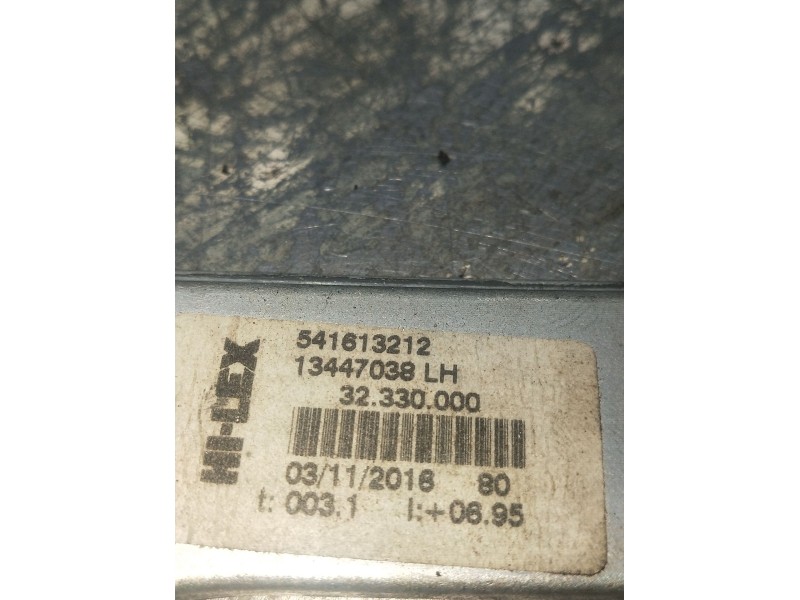 HI-LEX
541613212
13447038 LH
32.330.000
03/11/2016 80
t: 003.1 l:+06.95